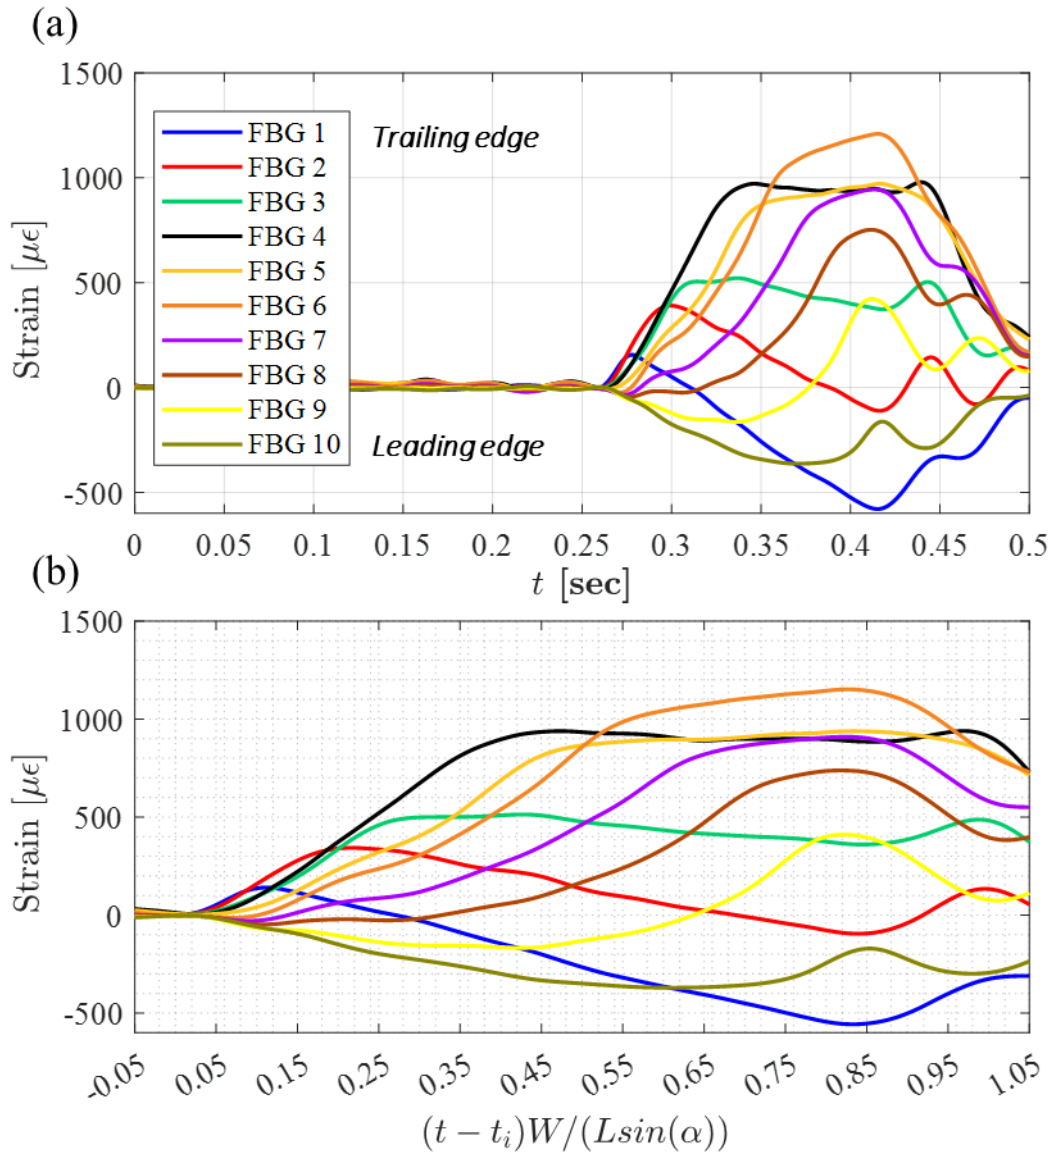 (a)
Strain [με]
1500
1000
500
0
-500
FBG 1
FBG 2
FBG 3
FBG 4
FBG 5
FBG 6
FBG 7
FBG 8
FBG 9
FBG 10
Trailing edge
Leading edge
0 0.05 0.1 0.15 0.2 0.25 0.3 0.35 0.4 0.45 0.5
t [sec]
(b)
Strain [με]
1500
1000
500
0
-500
-0.05 0.05 0.15 0.25 0.35 0.45 0.55 0.65 0.75 0.85 0.95 1.05
(t − t_i)W/(Lsin(α))